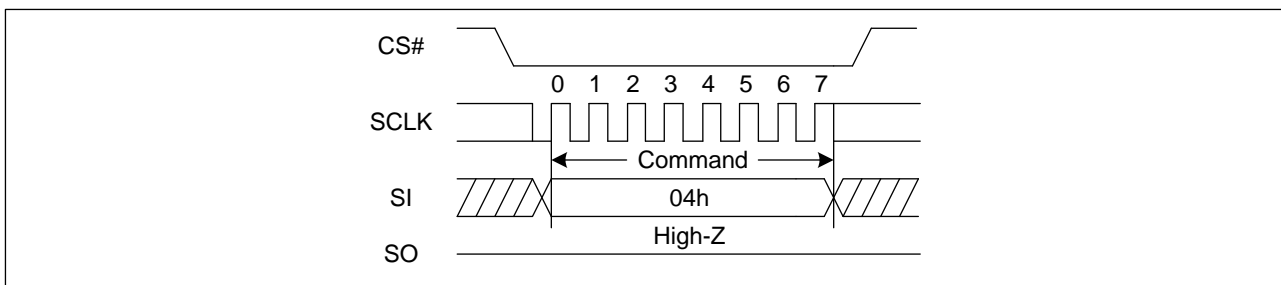 CS#
0 1 2 3 4 5 6 7
SCLK
Command
SI 04h
High-Z
SO